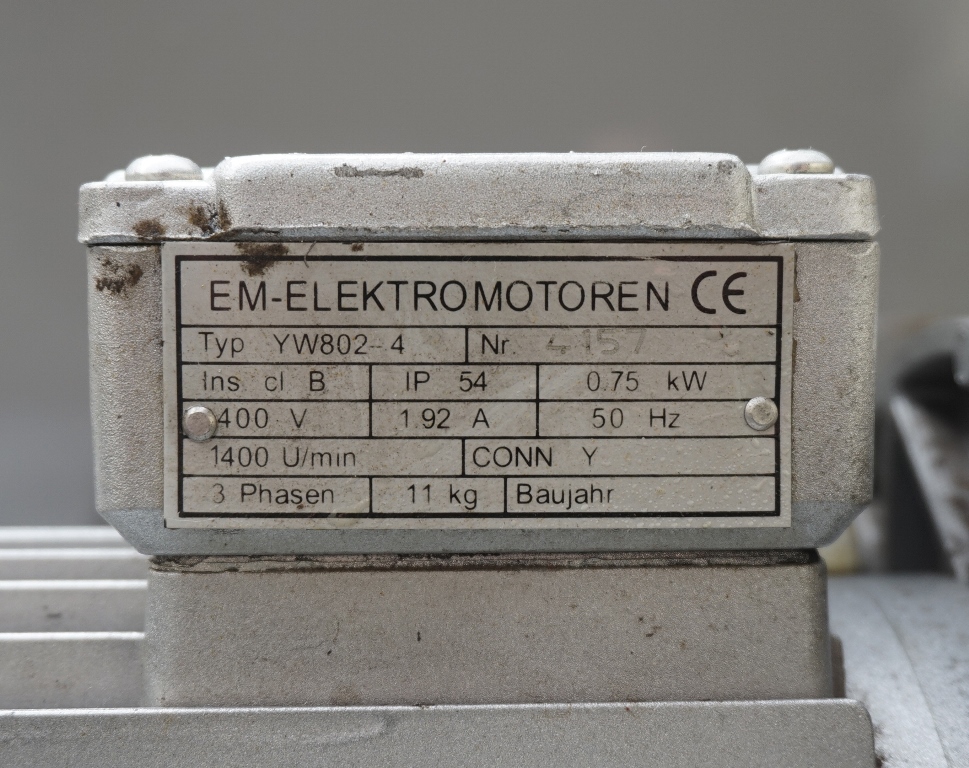 EM-ELEKTROMOTOREN CE
Typ YW802-4 Nr. 4157
Ins cl B IP 54 0.75 kW
400 V 1.92 A 50 Hz
1400 U/min CONN Y
3 Phasen 11 kg Baujahr